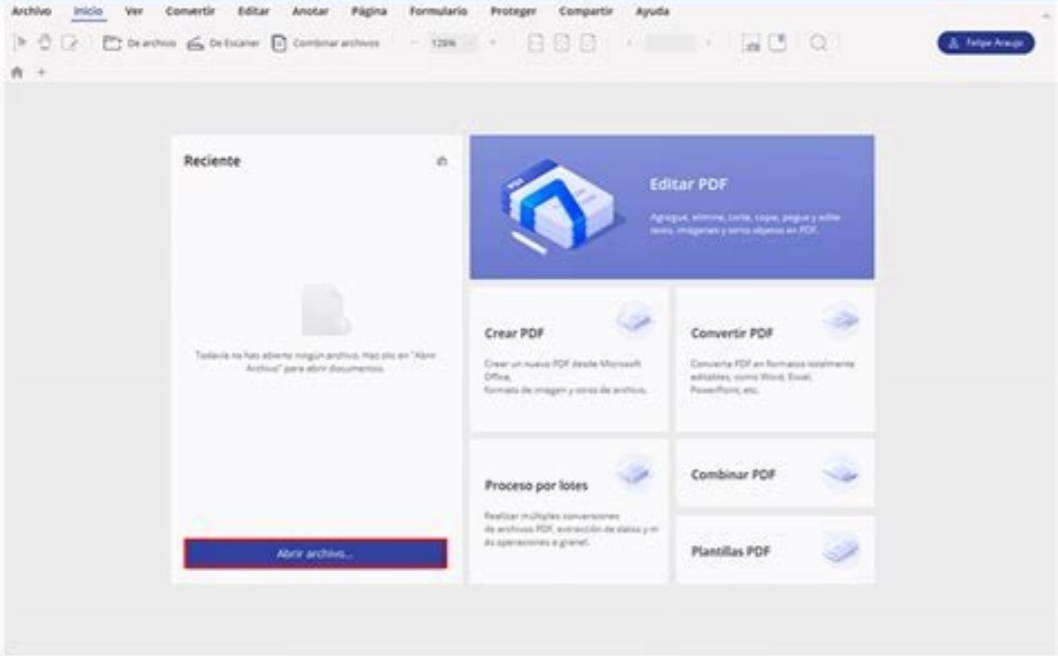 Archivo Inicio Ver Convertir Editar Anotar Página Formulario Proteger Compartir Ayuda
De archivo De Escáner Combinar archivos 128% Felipe Araujo
Reciente
Todavía no has abierto ningún archivo. Haz clic en "Abrir
Archivo" para abrir documentos.
Abrir archivo...
Editar PDF
Agregue, elimine, corte, copie, pegue y edite
texto, imágenes y otros objetos en PDF.
Crear PDF
Crear un nuevo PDF desde Microsoft
Office,
formato de imagen y otros de archivo.
Convertir PDF
Convierta PDF en formatos totalmente
editables, como Word, Excel,
PowerPoint, etc.
Proceso por lotes
Realizar múltiples conversiones
de archivos PDF, extracción de datos y m
ás operaciones a granel.
Combinar PDF
Plantillas PDF